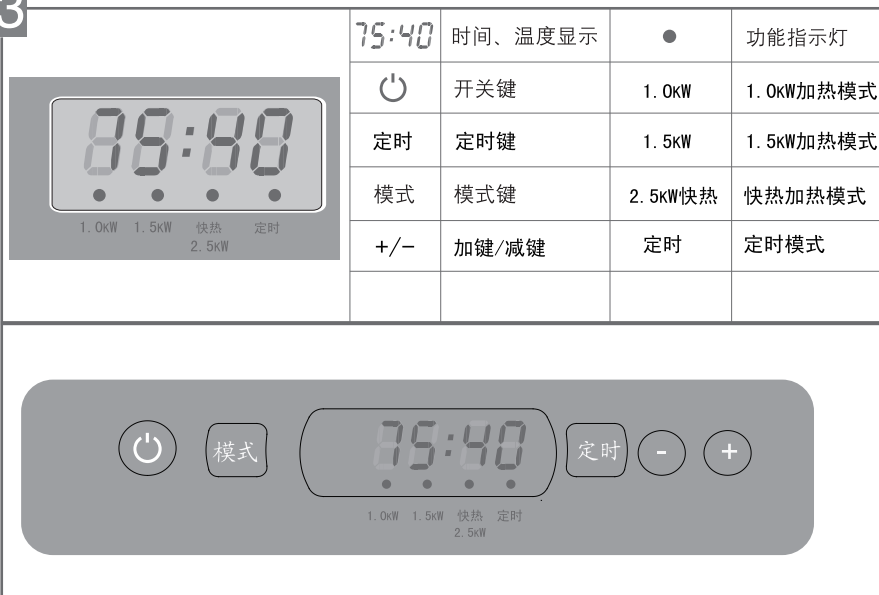 3
75:40 时间、温度显示 ● 功能指示灯
开关键 1.0KW 1.0KW加热模式
定时 定时键 1.5KW 1.5KW加热模式
模式 模式键 2.5KW快热 快热加热模式
+/- 加键/减键 定时 定时模式
75:40
1.0KW 1.5KW 快热 定时
2.5KW
模式 75:40 定时 - +
1.0KW 1.5KW 快热 定时
2.5KW